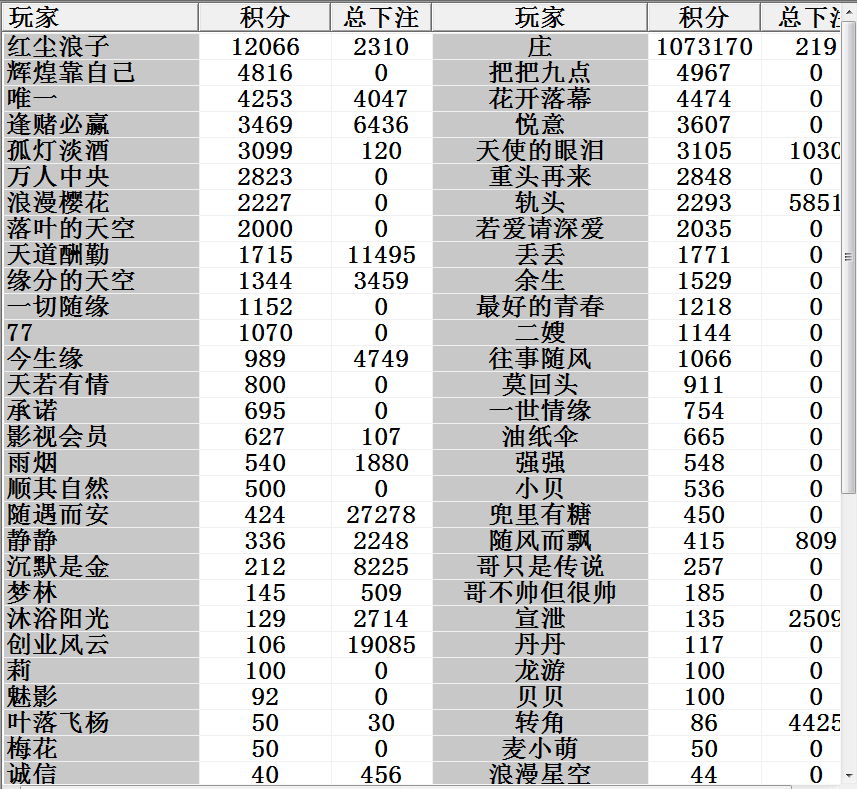 玩家 积分 总下注 玩家 积分 总下注
红尘浪子 12066 2310 庄 1073170 219
辉煌靠自己 4816 0 把把九点 4967 0
唯一 4253 4047 花开落幕 4474 0
逢赌必赢 3469 6436 悦意 3607 0
孤灯淡酒 3099 120 天使的眼泪 3105 1030
万人中央 2823 0 重头再来 2848 0
浪漫樱花 2227 0 轨头 2293 5851
落叶的天空 2000 0 若爱请深爱 2035 0
天道酬勤 1715 11495 丢丢 1771 0
缘分的天空 1344 3459 余生 1529 0
一切随缘 1152 0 最好的青春 1218 0
77 1070 0 二嫂 1144 0
今生缘 989 4749 往事随风 1066 0
天若有情 800 0 莫回头 911 0
承诺 695 0 一世情缘 754 0
影视会员 627 107 油纸伞 665 0
雨烟 540 1880 强强 548 0
顺其自然 500 0 小贝 536 0
随遇而安 424 27278 兜里有糖 450 0
静静 336 2248 随风而飘 415 809
沉默是金 212 8225 哥只是传说 257 0
梦林 145 509 哥不帅但很帅 185 0
沐浴阳光 129 2714 宣泄 135 2509
创业风云 106 19085 丹丹 117 0
莉 100 0 龙游 100 0
魅影 92 0 贝贝 100 0
叶落飞杨 50 30 转角 86 4425
梅花 50 0 麦小萌 50 0
诚信 40 456 浪漫星空 44 0